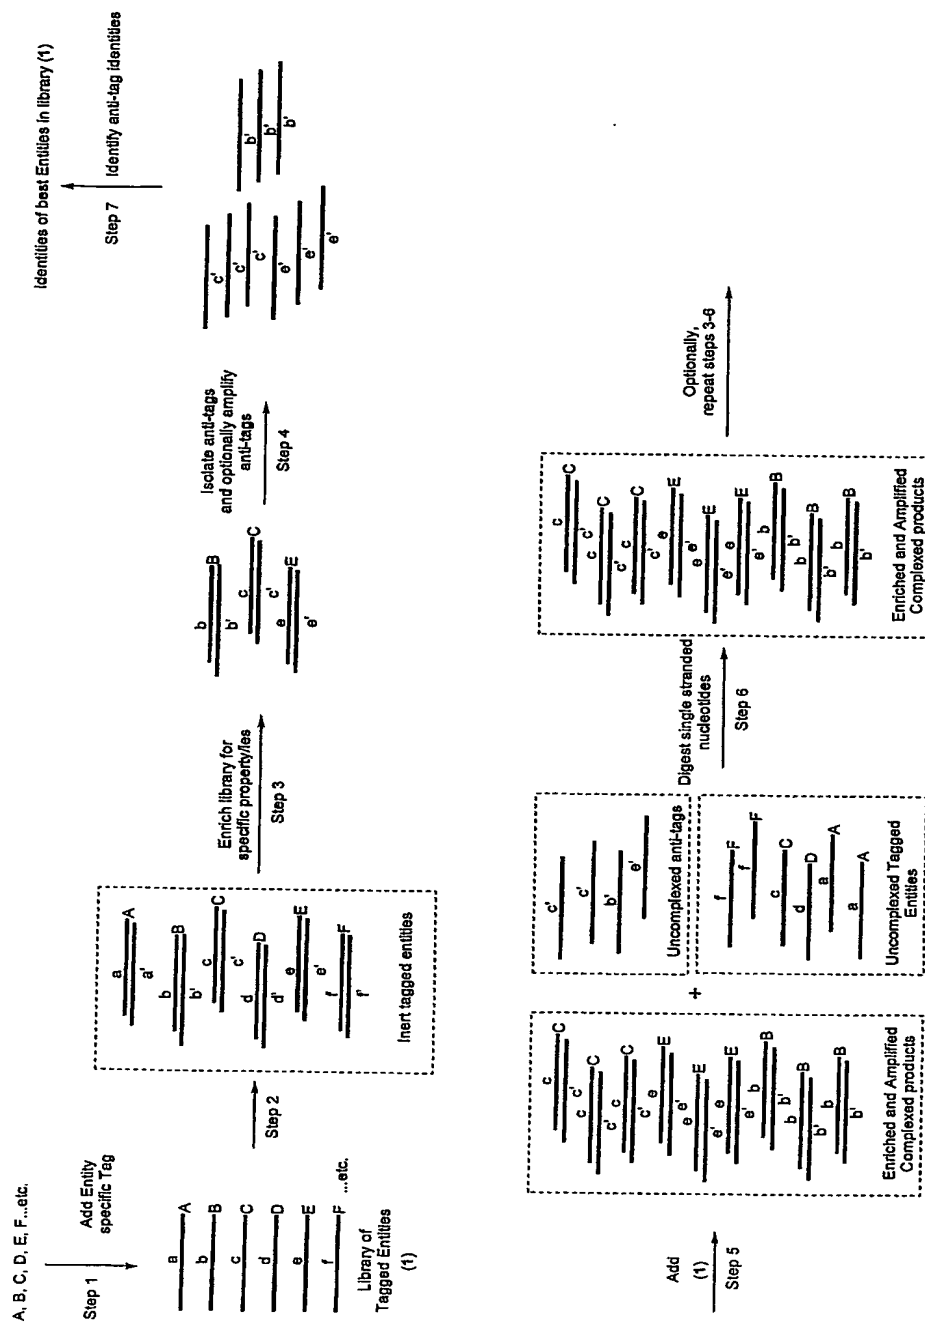 A, B, C, D, E, F...etc.
Step 1
Add Entity
specific Tag
a A
b B
c C
d D
e E
f F ...etc.
Library of
Tagged Entities
(1)
Step 2
a A
a'
b B
b'
c C
c'
d D
d'
e E
e'
f F
f'
Inert tagged entities
Enrich library for
specific property/ies
Step 3
b B
b'
c C
c'
e E
e'
Isolate anti-tags
and optionally amplify
anti-tags
Step 4
c'
c'
c'
e'
e'
e'
b'
b'
b'
Step 7
Identify anti-tag identities
Identities of best Entities in library (1)
Add
(1)
Step 5
c C
c'
c C
c'
c C
c'
e E
e'
e E
e'
e E
e'
b B
b'
b B
b'
b B
b'
Enriched and Amplified
Complexed products
+
c'
c'
b'
e'
Uncomplexed anti-tags
f F
f F
c C
d D
a A
a A
Uncomplexed Tagged
Entities
Digest single stranded
nucleotides
Step 6
c C
c'
c C
c'
c C
c'
e E
e'
e E
e'
e E
e'
b B
b'
b B
b'
b B
b'
Enriched and Amplified
Complexed products
Optionally,
repeat steps 3-6